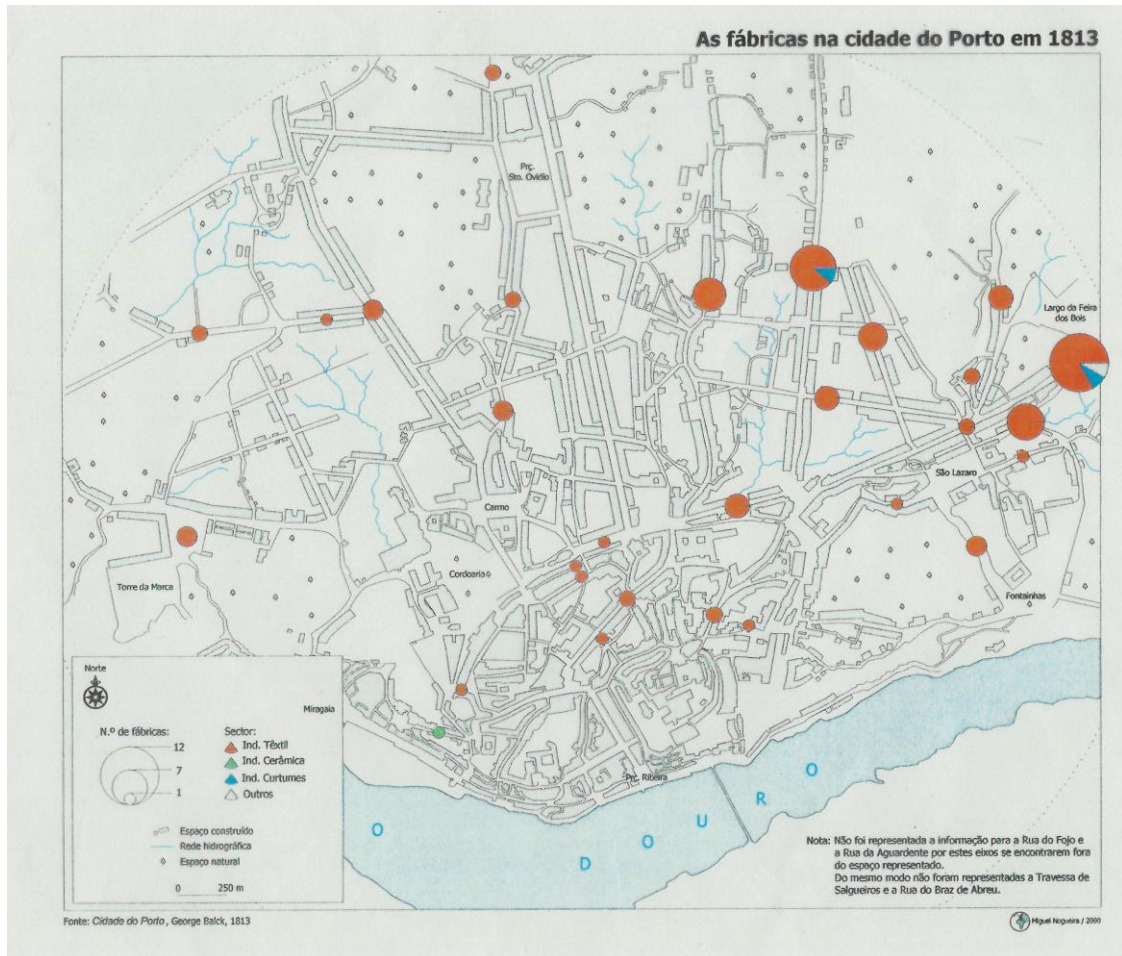 As fábricas na cidade do Porto em 1813
Prç.
Sto. Ovídio
Largo da Feira
dos Bois
São Lazaro
Carmo
Cordoaria
Torre da Marca
Fontainhas
Norte
Miragaia
N.º de fábricas:
12
7
1
Sector:
Ind. Têxtil
Ind. Cerâmica
Ind. Curtumes
Outros
Espaço construído
Rede hidrográfica
Espaço natural
0 250 m
Prç. Ribeira
O DOURO
Nota: Não foi representada a informação para a Rua do Fojo e
a Rua da Aguardente por estes eixos se encontrarem fora
do espaço representado.
Do mesmo modo não foram representadas a Travessa de
Salgueiros e a Rua do Braz de Abreu.
Fonte: Cidade do Porto, George Balck, 1813
Miguel Nogueira / 2000